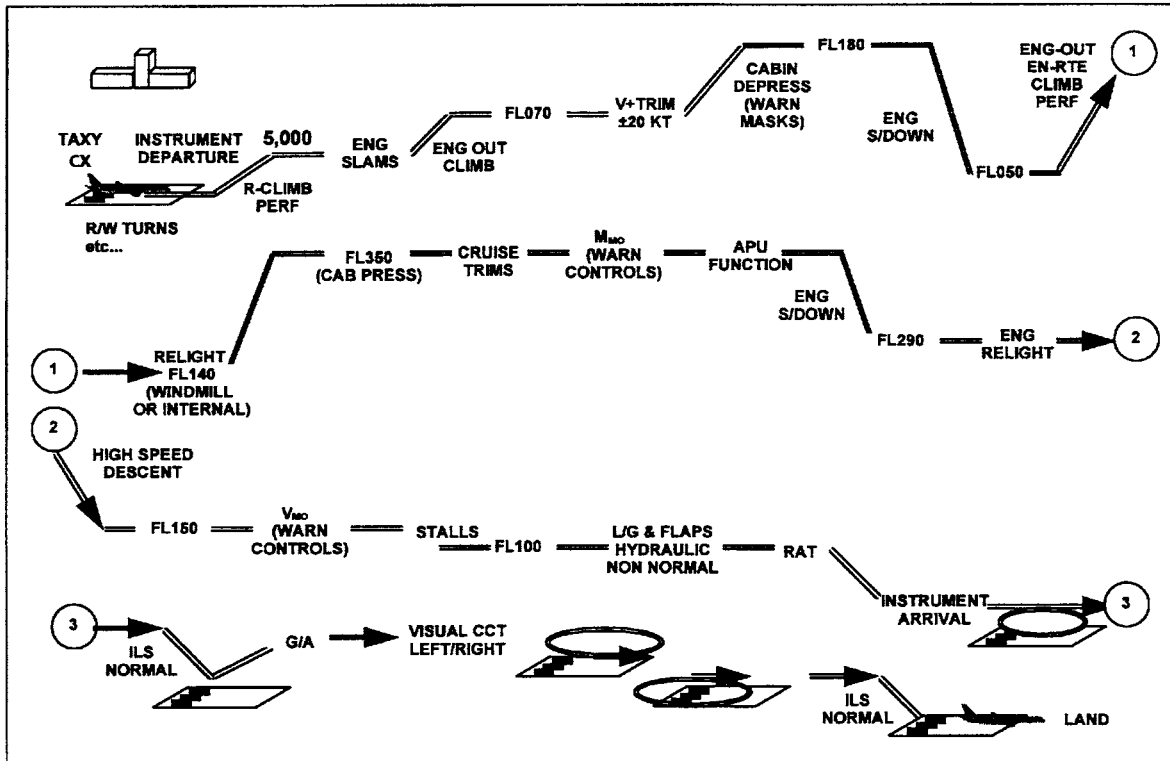 TAXY
CX
INSTRUMENT
DEPARTURE
R/W TURNS
etc...
5,000
R-CLIMB
PERF
ENG
SLAMS
ENG OUT
CLIMB
FL070
V+TRIM
±20 KT
CABIN
DEPRESS
(WARN
MASKS)
FL180
ENG
S/DOWN
FL050
ENG-OUT
EN-RTE
CLIMB
PERF
1
1
RELIGHT
FL140
(WINDMILL
OR INTERNAL)
FL350
(CAB PRESS)
CRUISE
TRIMS
MMO
(WARN
CONTROLS)
APU
FUNCTION
ENG
S/DOWN
FL290
ENG
RELIGHT
2
2
HIGH SPEED
DESCENT
FL150
VMO
(WARN
CONTROLS)
STALLS
FL100
L/G & FLAPS
HYDRAULIC
NON NORMAL
RAT
INSTRUMENT
ARRIVAL
3
3
ILS
NORMAL
G/A
VISUAL CCT
LEFT/RIGHT
ILS
NORMAL
LAND